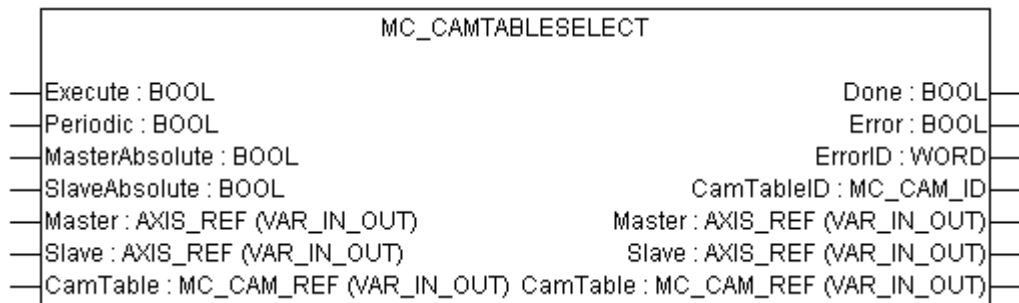 MC_CAMTABLESELECT
Execute : BOOL Done : BOOL
Periodic : BOOL Error : BOOL
MasterAbsolute : BOOL ErrorID : WORD
SlaveAbsolute : BOOL CamTableID : MC_CAM_ID
Master : AXIS_REF (VAR_IN_OUT) Master : AXIS_REF (VAR_IN_OUT)
Slave : AXIS_REF (VAR_IN_OUT) Slave : AXIS_REF (VAR_IN_OUT)
CamTable : MC_CAM_REF (VAR_IN_OUT) CamTable : MC_CAM_REF (VAR_IN_OUT)